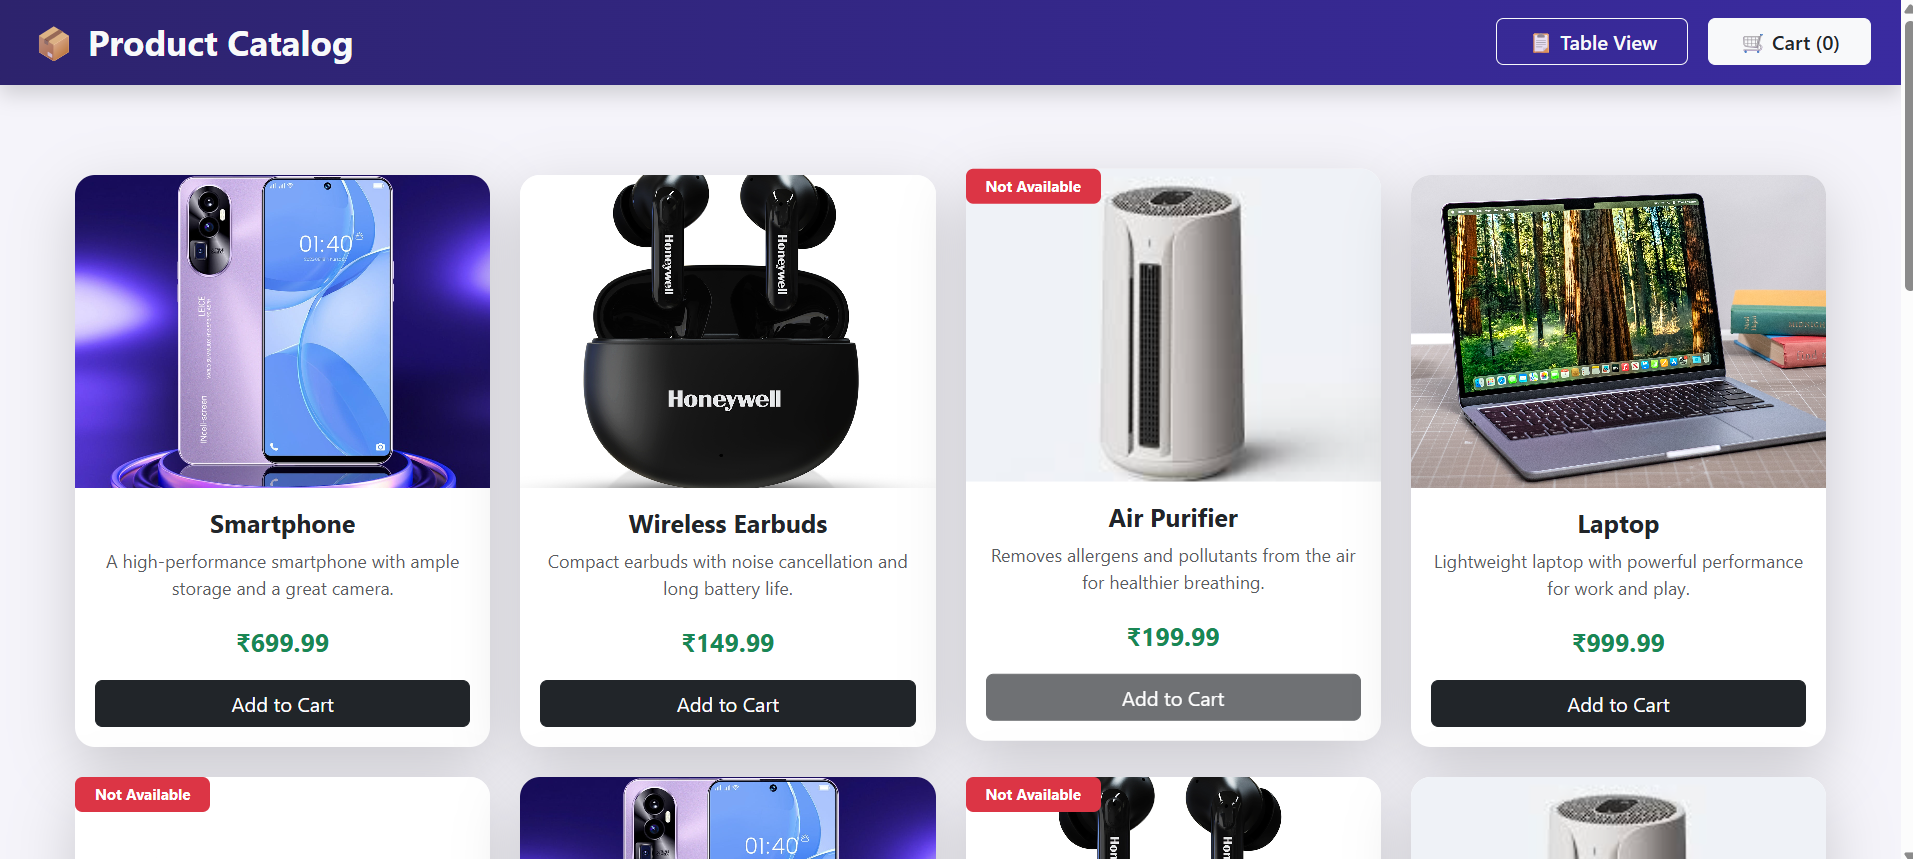 Product Catalog
Table View
Cart (0)
01:40
Honeywell
Honeywell
Honeywell
Not Available
Smartphone
A high-performance smartphone with ample
storage and a great camera.
₹699.99
Add to Cart
Wireless Earbuds
Compact earbuds with noise cancellation and
long battery life.
₹149.99
Add to Cart
Air Purifier
Removes allergens and pollutants from the air
for healthier breathing.
₹199.99
Add to Cart
Laptop
Lightweight laptop with powerful performance
for work and play.
₹999.99
Add to Cart
Not Available
01:40
Not Available